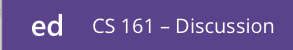 ed CS 161 – Discussion